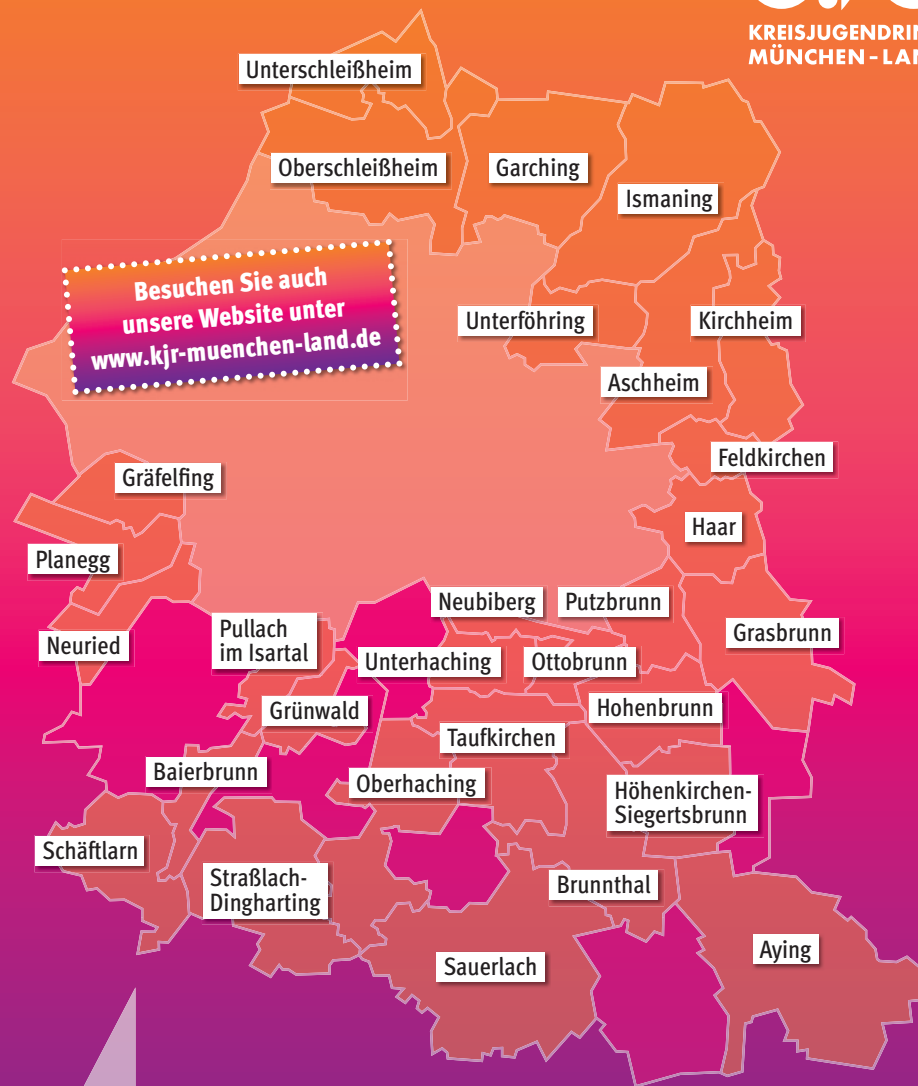 KREISJUGENDRIN
MÜNCHEN – LAN
Unterschleißheim
Oberschleißheim
Garching
Ismaning
Besuchen Sie auch
unsere Website unter
www.kjr-muenchen-land.de
Unterföhring
Kirchheim
Aschheim
Feldkirchen
Gräfelfing
Haar
Planegg
Neubiberg
Putzbrunn
Neuried
Pullach
im Isartal
Grasbrunn
Unterhaching
Ottobrunn
Grünwald
Hohenbrunn
Taufkirchen
Baierbrunn
Oberhaching
Höhenkirchen-
Siegertsbrunn
Schäftlarn
Straßlach-
Dingharting
Brunnthal
Aying
Sauerlach